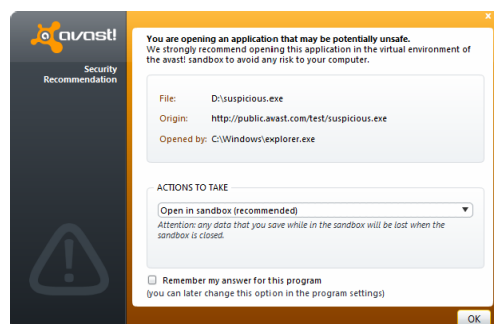 avast!
Security
Recommendation
You are opening an application that may be potentially unsafe.
We strongly recommend opening this application in the virtual environment of
the avast! sandbox to avoid any risk to your computer.
File: D:\suspicious.exe
Origin: http://public.avast.com/test/suspicious.exe
Opened by: C:\Windows\explorer.exe
ACTIONS TO TAKE
Open in sandbox (recommended)
Attention: any data that you save while in the sandbox will be lost when the
sandbox is closed.
Remember my answer for this program
(you can later change this option in the program settings)
OK